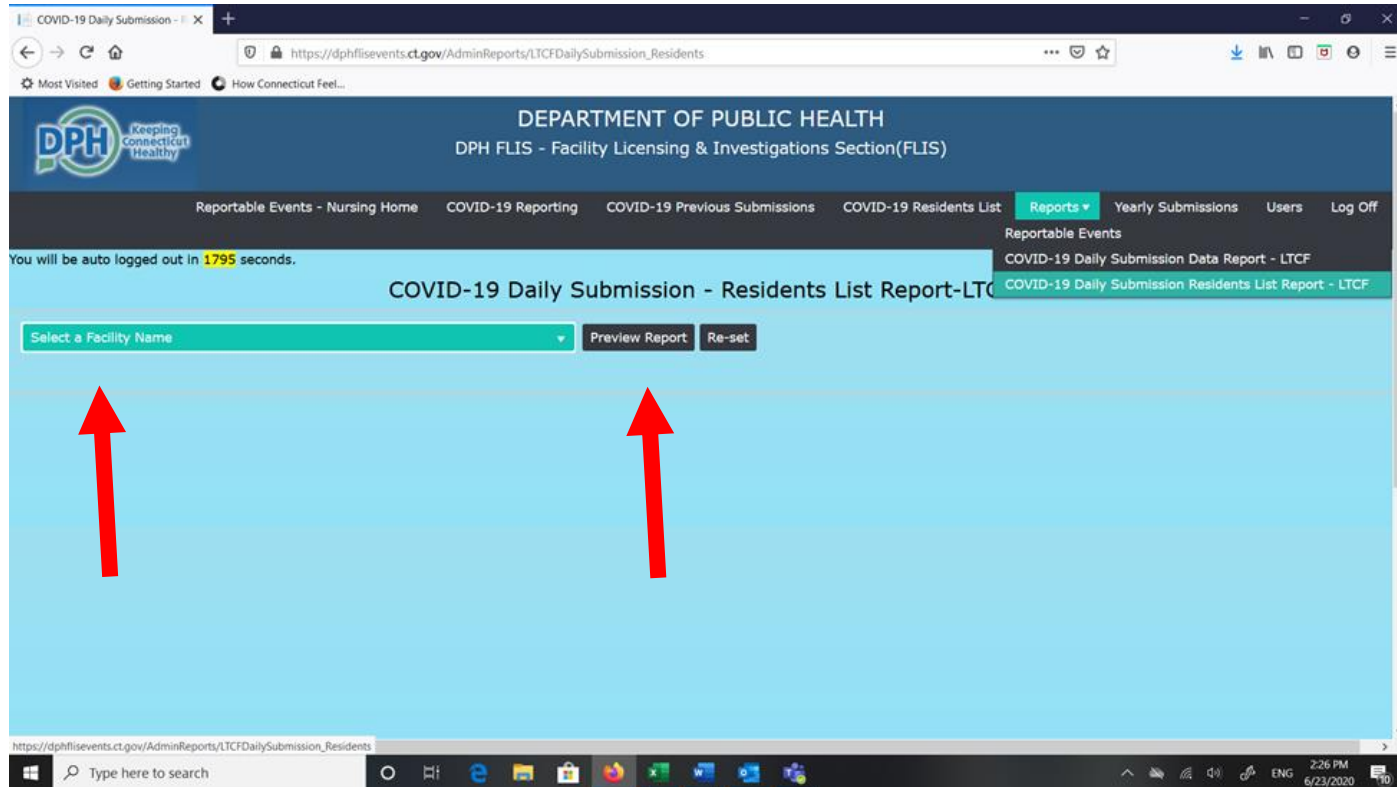 COVID-19 Daily Submission -
https://dphflisevents.ct.gov/AdminReports/LTCFDailySubmission_Residents
Most Visited Getting Started How Connecticut Feel...
DPH Keeping Connecticut Healthy
DEPARTMENT OF PUBLIC HEALTH
DPH FLIS - Facility Licensing & Investigations Section(FLIS)
Reportable Events - Nursing Home COVID-19 Reporting COVID-19 Previous Submissions COVID-19 Residents List Reports Yearly Submissions Users Log Off
Reportable Events
COVID-19 Daily Submission Data Report - LTCF
COVID-19 Daily Submission Residents List Report - LTCF
You will be auto logged out in 1795 seconds.
COVID-19 Daily Submission - Residents List Report-LTC
Select a Facility Name Preview Report Re-set
https://dphflisevents.ct.gov/AdminReports/LTCFDailySubmission_Residents
Type here to search
ENG 2:26 PM
6/23/2020
10